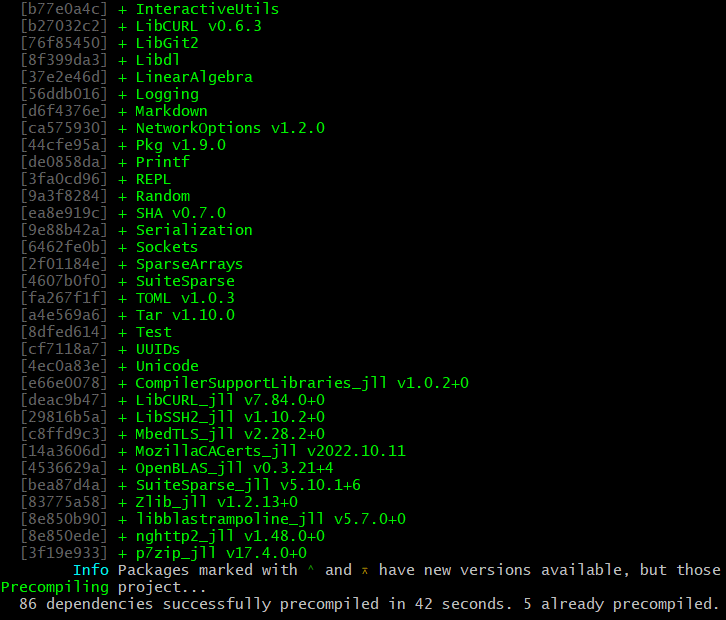 [b77e0a4c] + InteractiveUtils
[b27032c2] + LibCURL v0.6.3
[76f85450] + LibGit2
[8f399da3] + Libdl
[37e2e46d] + LinearAlgebra
[56ddb016] + Logging
[d6f4376e] + Markdown
[ca575930] + NetworkOptions v1.2.0
[44cfe95a] + Pkg v1.9.0
[de0858da] + Printf
[3fa0cd96] + REPL
[9a3f8284] + Random
[ea8e919c] + SHA v0.7.0
[9e88b42a] + Serialization
[6462fe0b] + Sockets
[2f01184e] + SparseArrays
[4607b0f0] + SuiteSparse
[fa267f1f] + TOML v1.0.3
[a4e569a6] + Tar v1.10.0
[8dfed614] + Test
[cf7118a7] + UUIDs
[4ec0a83e] + Unicode
[e66e0078] + CompilerSupportLibraries_jll v1.0.2+0
[deac9b47] + LibCURL_jll v7.84.0+0
[29816b5a] + LibSSH2_jll v1.10.2+0
[c8ffd9c3] + MbedTLS_jll v2.28.2+0
[14a3606d] + MozillaCACerts_jll v2022.10.11
[4536629a] + OpenBLAS_jll v0.3.21+4
[bea87d4a] + SuiteSparse_jll v5.10.1+6
[83775a58] + Zlib_jll v1.2.13+0
[8e850b90] + libblastrampoline_jll v5.7.0+0
[8e850ede] + nghttp2_jll v1.48.0+0
[3f19e933] + p7zip_jll v17.4.0+0
Info Packages marked with ⌃ and ⌅ have new versions available, but those
Precompiling project...
86 dependencies successfully precompiled in 42 seconds. 5 already precompiled.